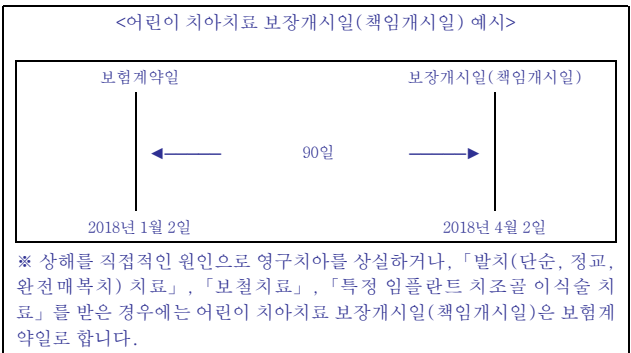 <어린이 치아치료 보장개시일(책임개시일) 예시>
보험계약일 보장개시일(책임개시일)
90일
2018년 1월 2일 2018년 4월 2일
※ 상해를 직접적인 원인으로 영구치아를 상실하거나, 「발치(단순, 정교,
완전매복치) 치료」, 「보철치료」, 「특정 임플란트 치조골 이식술 치
료」를 받은 경우에는 어린이 치아치료 보장개시일(책임개시일)은 보험계
약일로 합니다.